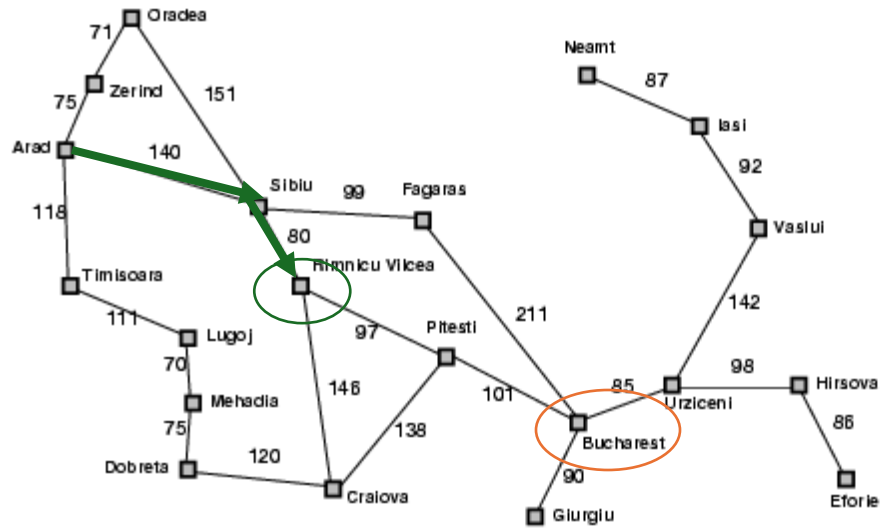 Oradea
71
Neamt
87
Zerind
151
75
Iasi
Arad
140
92
Sibiu
99
Fagaras
118
80
Vaslui
Rimnicu Vilcea
Timisoara
142
111
211
Lugoj
97
Pitesti
70
98
Hirsova
146
101
85
Mehadia
Urziceni
75
138
86
Bucharest
120
Dobreta
90
Craiova
Eforie
Giurgiu